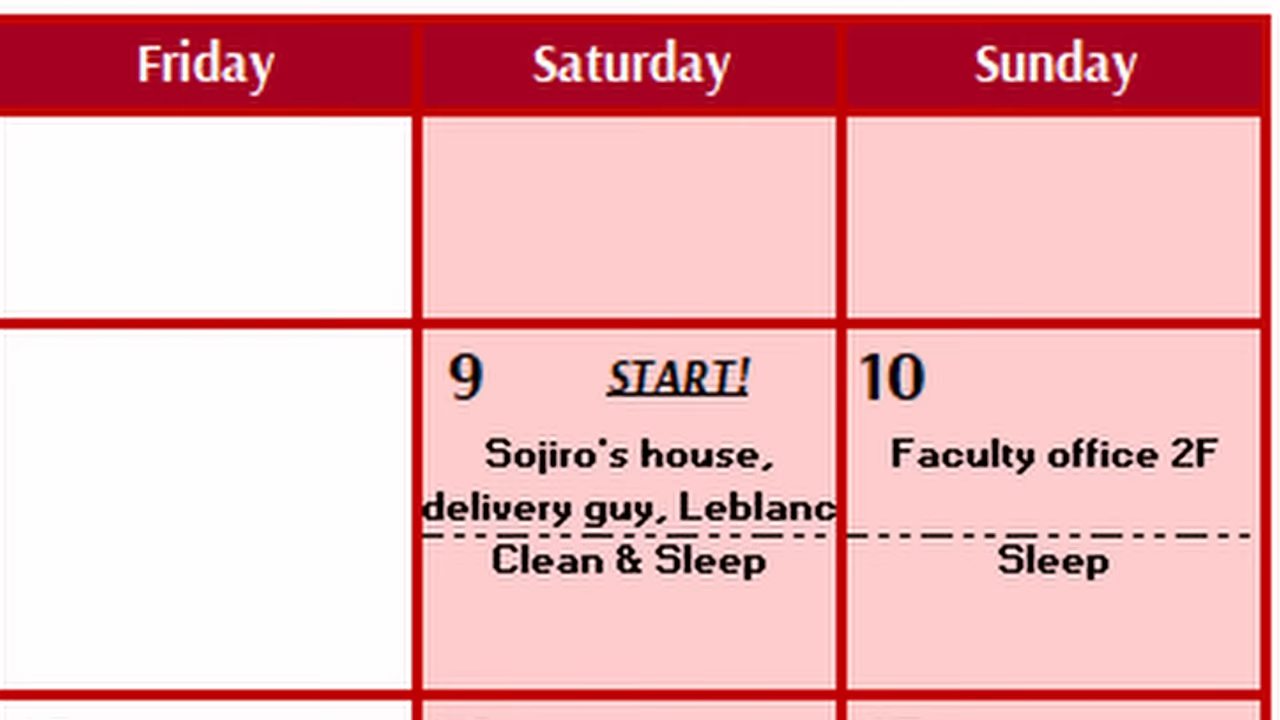 Friday
Saturday
Sunday
9 START!
Sojiro's house,
delivery guy, Leblanc
Clean & Sleep
10
Faculty office 2F
Sleep